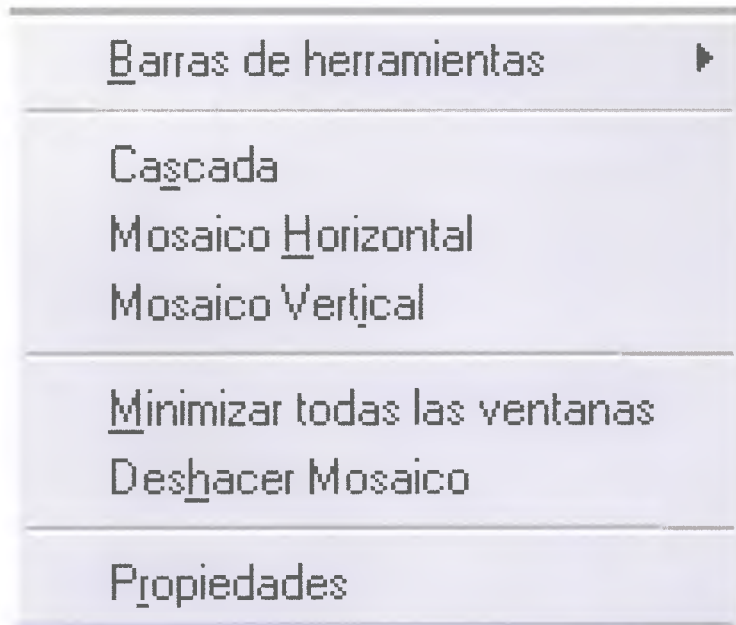 Barras de herramientas
Cascada
Mosaico Horizontal
Mosaico Vertical
Minimizar todas las ventanas
Deshacer Mosaico
Propiedades